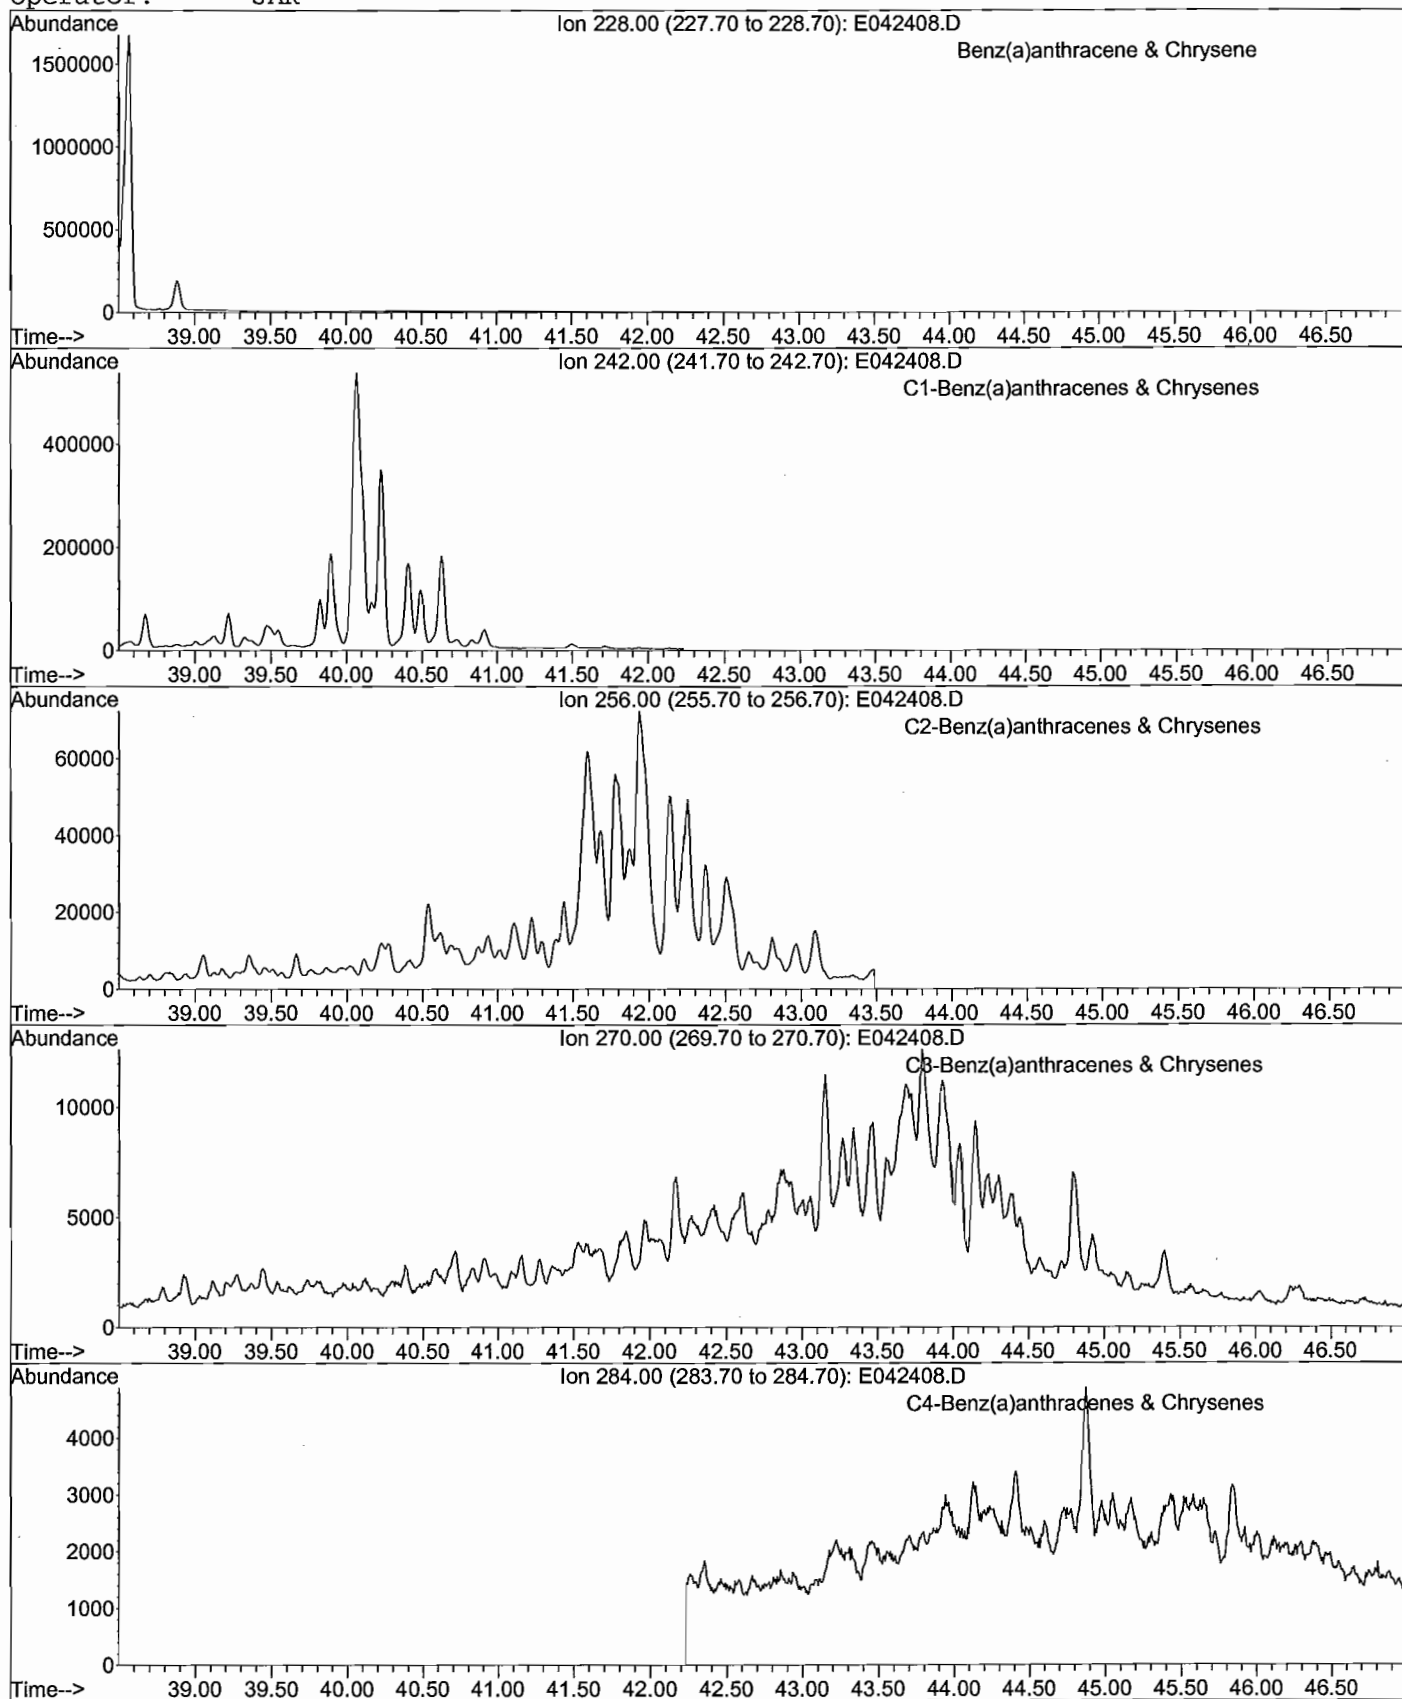 Abundance
Ion 228.00 (227.70 to 228.70): E042408.D
Benz(a)anthracene & Chrysene
1500000
1000000
500000
0
Time--> 39.00 39.50 40.00 40.50 41.00 41.50 42.00 42.50 43.00 43.50 44.00 44.50 45.00 45.50 46.00 46.50
Abundance
Ion 242.00 (241.70 to 242.70): E042408.D
C1-Benz(a)anthracenes & Chrysenes
400000
200000
0
Time--> 39.00 39.50 40.00 40.50 41.00 41.50 42.00 42.50 43.00 43.50 44.00 44.50 45.00 45.50 46.00 46.50
Abundance
Ion 256.00 (255.70 to 256.70): E042408.D
C2-Benz(a)anthracenes & Chrysenes
60000
40000
20000
0
Time--> 39.00 39.50 40.00 40.50 41.00 41.50 42.00 42.50 43.00 43.50 44.00 44.50 45.00 45.50 46.00 46.50
Abundance
Ion 270.00 (269.70 to 270.70): E042408.D
C3-Benz(a)anthracenes & Chrysenes
10000
5000
0
Time--> 39.00 39.50 40.00 40.50 41.00 41.50 42.00 42.50 43.00 43.50 44.00 44.50 45.00 45.50 46.00 46.50
Abundance
Ion 284.00 (283.70 to 284.70): E042408.D
C4-Benz(a)anthracenes & Chrysenes
4000
3000
2000
1000
0
Time--> 39.00 39.50 40.00 40.50 41.00 41.50 42.00 42.50 43.00 43.50 44.00 44.50 45.00 45.50 46.00 46.50